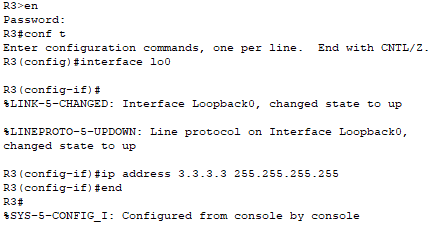 R3>en
Password:
R3#conf t
Enter configuration commands, one per line.  End with CNTL/Z.
R3(config)#interface lo0
R3(config-if)#
%LINK-5-CHANGED: Interface Loopback0, changed state to up
%LINEPROTO-5-UPDOWN: Line protocol on Interface Loopback0,
changed state to up
R3(config-if)#ip address 3.3.3.3 255.255.255.255
R3(config-if)#end
R3#
%SYS-5-CONFIG_I: Configured from console by console